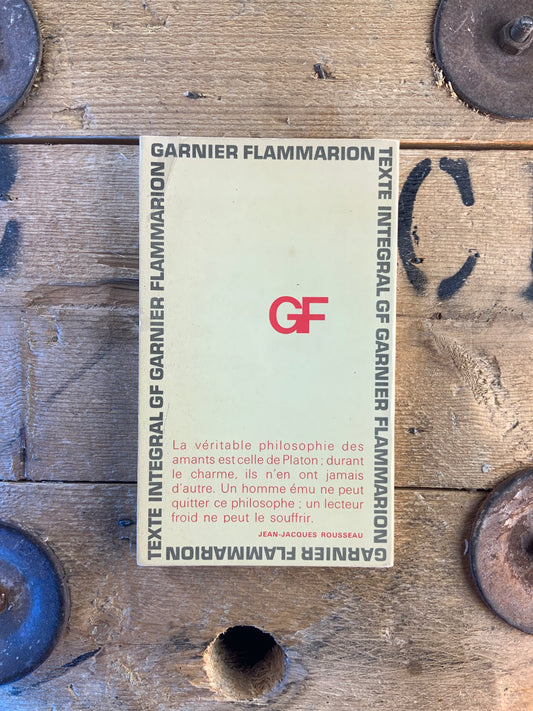 GARNIER FLAMMARION
TEXTE INTEGRAL GF GARNIER FLAMMARION
TEXTE INTEGRAL GF GARNIER FLAMMARION
GF
La véritable philosophie des
amants est celle de Platon ; durant
le charme, ils n'en ont jamais
d'autre. Un homme ému ne peut
quitter ce philosophe ; un lecteur
froid ne peut le souffrir.
JEAN-JACQUES ROUSSEAU
GARNIER FLAMMARION